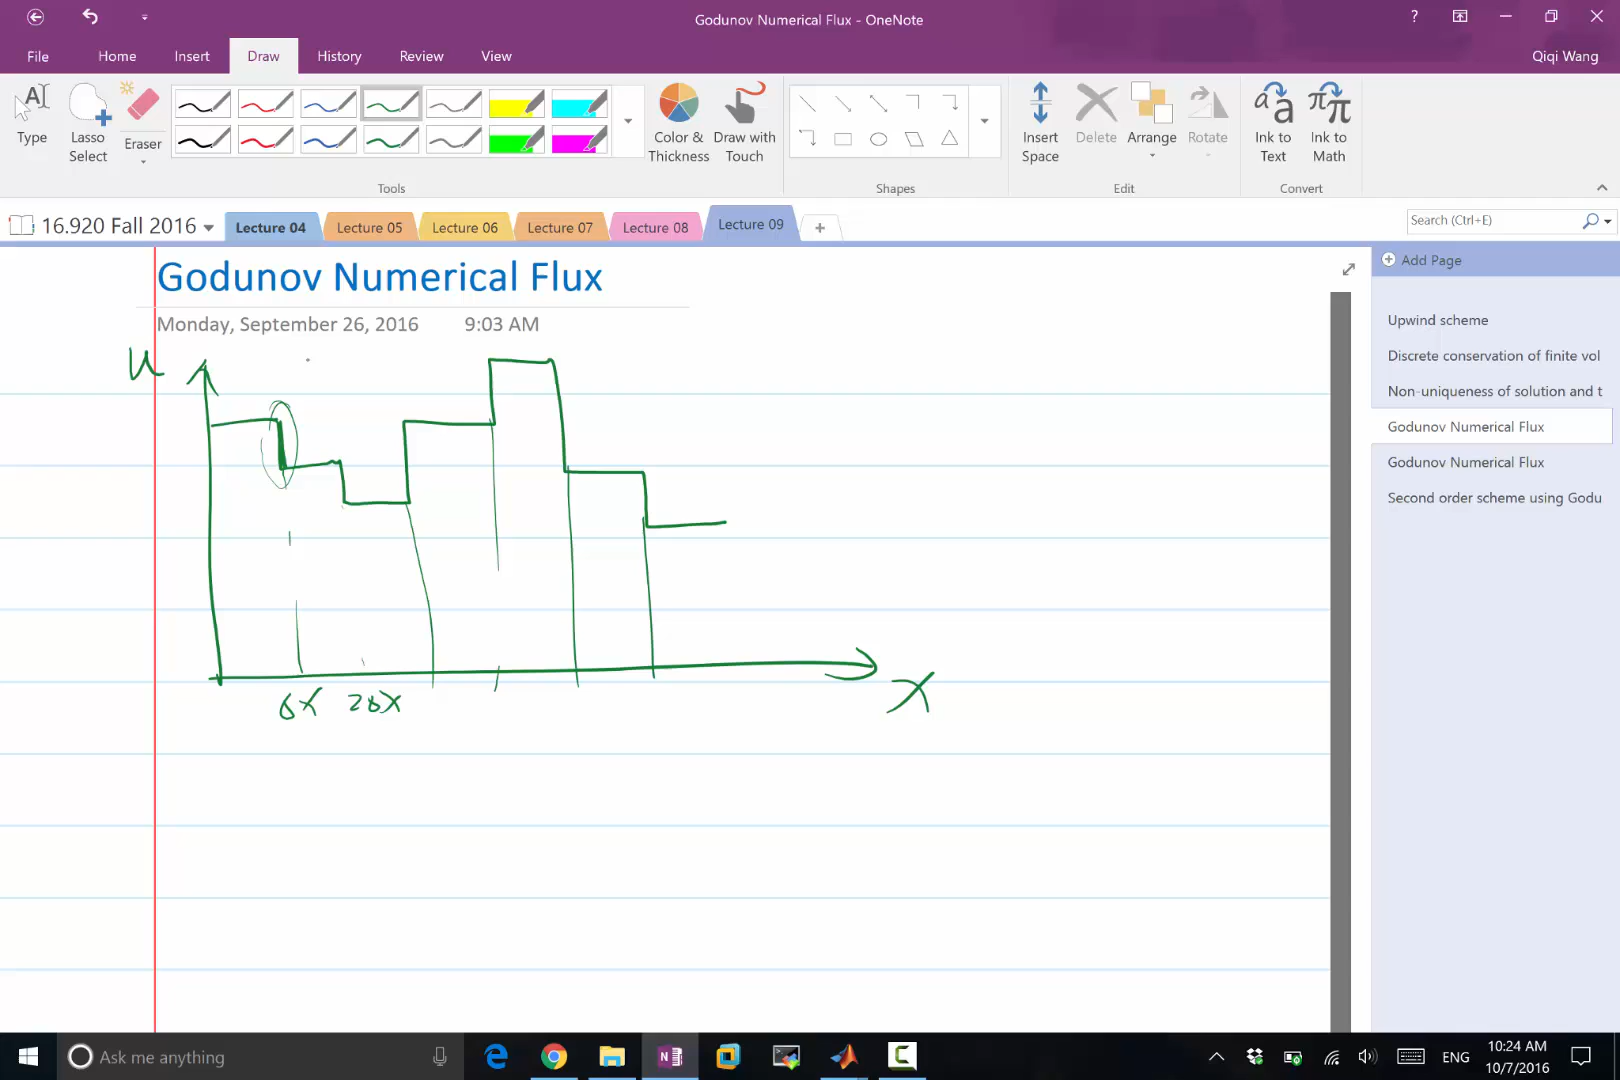 Godunov Numerical Flux - OneNote
?
File
Home
Insert
Draw
History
Review
View
Qiqi Wang
Type
Lasso Select
Eraser
Color & Thickness
Draw with Touch
Insert Space
Delete
Arrange
Rotate
Ink to Text
Ink to Math
Tools
Shapes
Edit
Convert
16.920 Fall 2016
Lecture 04
Lecture 05
Lecture 06
Lecture 07
Lecture 08
Lecture 09
Search (Ctrl+E)
Godunov Numerical Flux
Monday, September 26, 2016 9:03 AM
u
δx 2δx
x
Add Page
Upwind scheme
Discrete conservation of finite vol
Non-uniqueness of solution and t
Godunov Numerical Flux
Godunov Numerical Flux
Second order scheme using Godu
Ask me anything
ENG
10:24 AM
10/7/2016